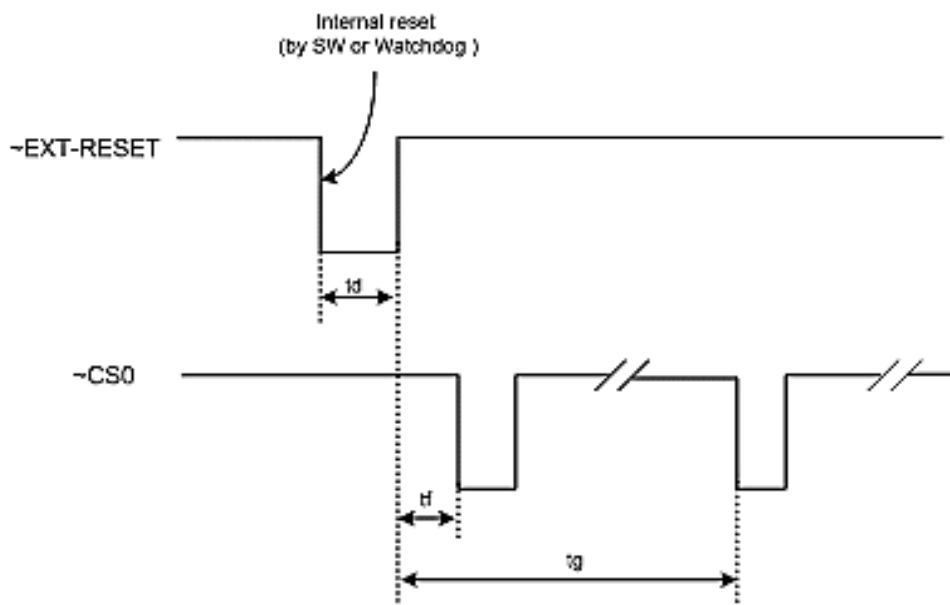 Internal reset
(by SW or Watchdog )
~EXT-RESET
td
~CS0
tf
tg